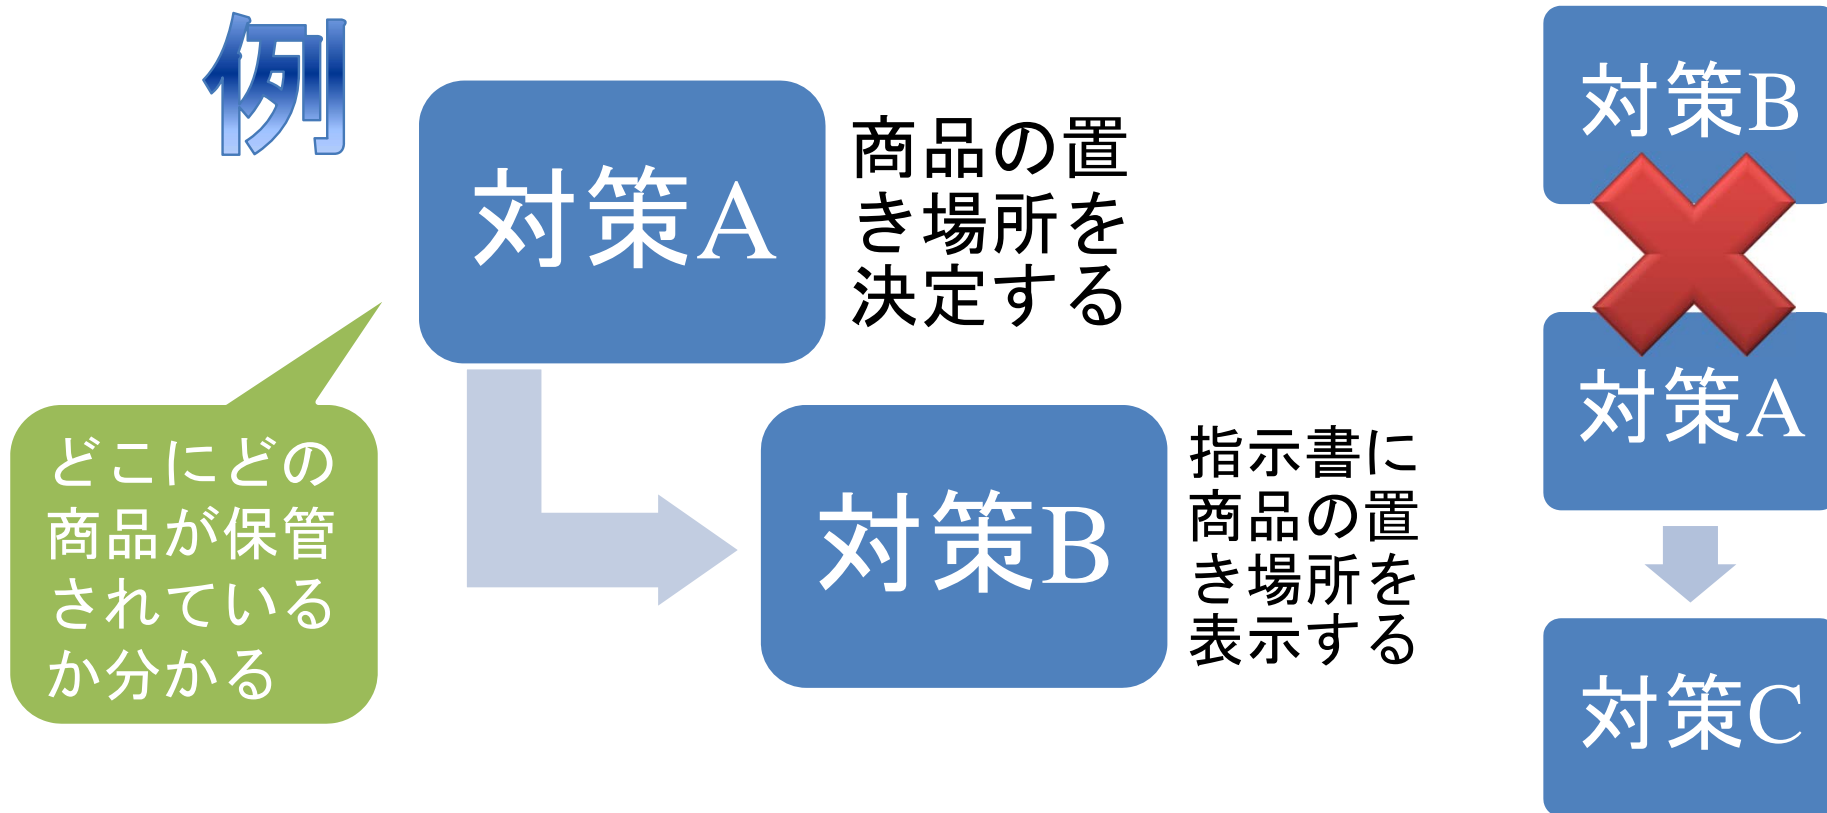 例
対策A
商品の置
き場所を
決定する
どこにどの
商品が保管
されている
か分かる
対策B
指示書に
商品の置
き場所を
表示する
対策B
対策A
対策C